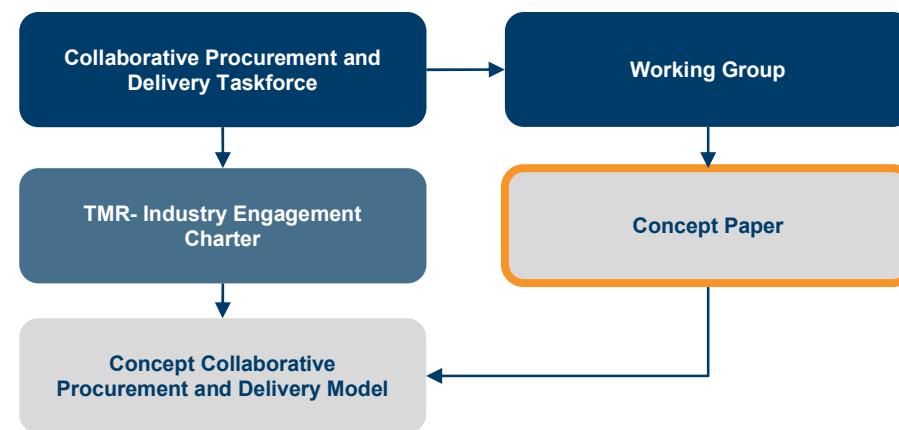 Collaborative Procurement and
Delivery Taskforce
Working Group
TMR- Industry Engagement
Charter
Concept Paper
Concept Collaborative
Procurement and Delivery Model